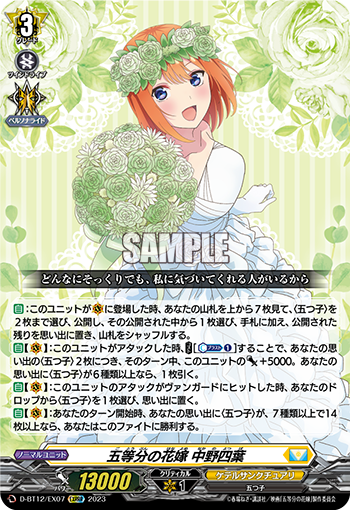 3
グレード
ツインドライブ
ペルソナライド
SAMPLE
どんなにそっくりでも、私に気づいてくれる人がいるから
自:このユニットが(V)に登場した時、あなたの山札を上から7枚見て、〈五つ子〉を
2枚まで選び、公開し、その公開された中から1枚選び、手札に加え、公開された
残りを思い出に置き、山札をシャッフルする。
自【(V)】:このユニットがアタックした時、[ブラスト1]することで、あなたの思い
出の〈五つ子〉2枚につき、そのターン中、このユニットの+5000。あなたの
思い出に〈五つ子〉が6種類以上なら、1枚引く。
自【(V)】:このユニットのアタックがヴァンガードにヒットした時、あなたのド
ロップから〈五つ子〉を1枚選び、思い出に置く。
自【(V)】:あなたのターン開始時、あなたの思い出に〈五つ子〉が、7種類以上で14
枚以上なら、あなたはこのファイトに勝利する。
ノーマルユニット
五等分の花嫁 中野四葉
パワー
13000
クリティカル
1
ケテルサンクチュアリ
五つ子
D-BT12/EX07
2023
©春場ねぎ・講談社/映画「五等分の花嫁」製作委員会